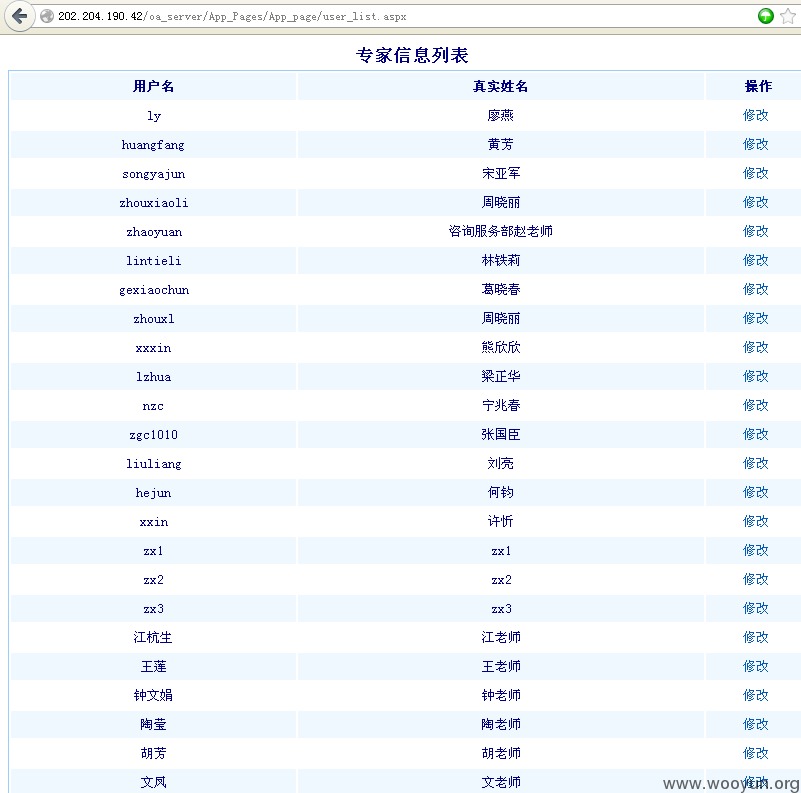 202.204.190.42/oa_server/App_Pages/App_page/user_list.aspx
专家信息列表
用户名 真实姓名 操作
ly 廖燕 修改
huangfang 黄芳 修改
songyajun 宋亚军 修改
zhouxiaoli 周晓丽 修改
zhaoyuan 咨询服务部赵老师 修改
lintieli 林铁莉 修改
gexiaochun 葛晓春 修改
zhouxl 周晓丽 修改
xxxin 熊欣欣 修改
lzhua 梁正华 修改
nzc 宁兆春 修改
zgc1010 张国臣 修改
liuliang 刘亮 修改
hejun 何钧 修改
xxin 许忻 修改
zx1 zx1 修改
zx2 zx2 修改
zx3 zx3 修改
江杭生 江老师 修改
王莲 王老师 修改
钟文娟 钟老师 修改
陶莹 陶老师 修改
胡芳 胡老师 修改
文凤 文老师 修改
www.wooyun.org